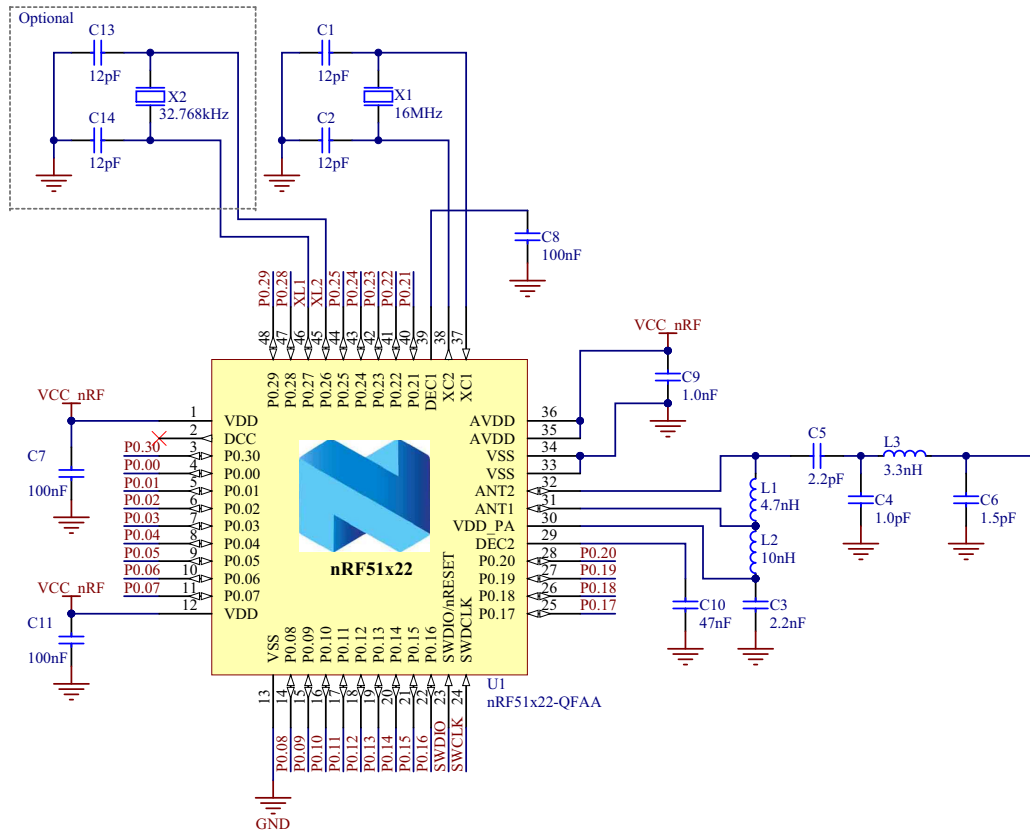 Optional
C13
12pF
X2
32.768kHz
C14
12pF
C1
12pF
X1
16MHz
C2
12pF
C8
100nF
P0.29
P0.28
XL1
XL2
P0.25
P0.24
P0.23
P0.22
P0.21
48
47
46
45
44
43
42
41
40
39
38
37
P0.29
P0.28
P0.27
P0.26
P0.25
P0.24
P0.23
P0.22
P0.21
DEC1
XC2
XC1
VCC_nRF
C9
1.0nF
VCC_nRF
C7
100nF
VCC_nRF
C11
100nF
1 VDD
2 DCC
P0.30 3 P0.30
P0.00 4 P0.00
P0.01 5 P0.01
P0.02 6 P0.02
P0.03 7 P0.03
P0.04 8 P0.04
P0.05 9 P0.05
P0.06 10 P0.06
P0.07 11 P0.07
12 VDD
nRF51x22
AVDD 36
AVDD 35
VSS 34
VSS 33
ANT2 32
ANT1 31
VDD_PA 30
DEC2 29
P0.20 28 P0.20
P0.19 27 P0.19
P0.18 26 P0.18
P0.17 25 P0.17
C5
2.2pF
L3
3.3nH
L1
4.7nH
C4
1.0pF
C6
1.5pF
L2
10nH
C10
47nF
C3
2.2nF
VSS
P0.08
P0.09
P0.10
P0.11
P0.12
P0.13
P0.14
P0.15
P0.16
SWDIO/nRESET
SWDCLK
U1
nRF51x22-QFAA
13
14
15
16
17
18
19
20
21
22
23
24
P0.08
P0.09
P0.10
P0.11
P0.12
P0.13
P0.14
P0.15
P0.16
SWDIO
SWCLK
GND